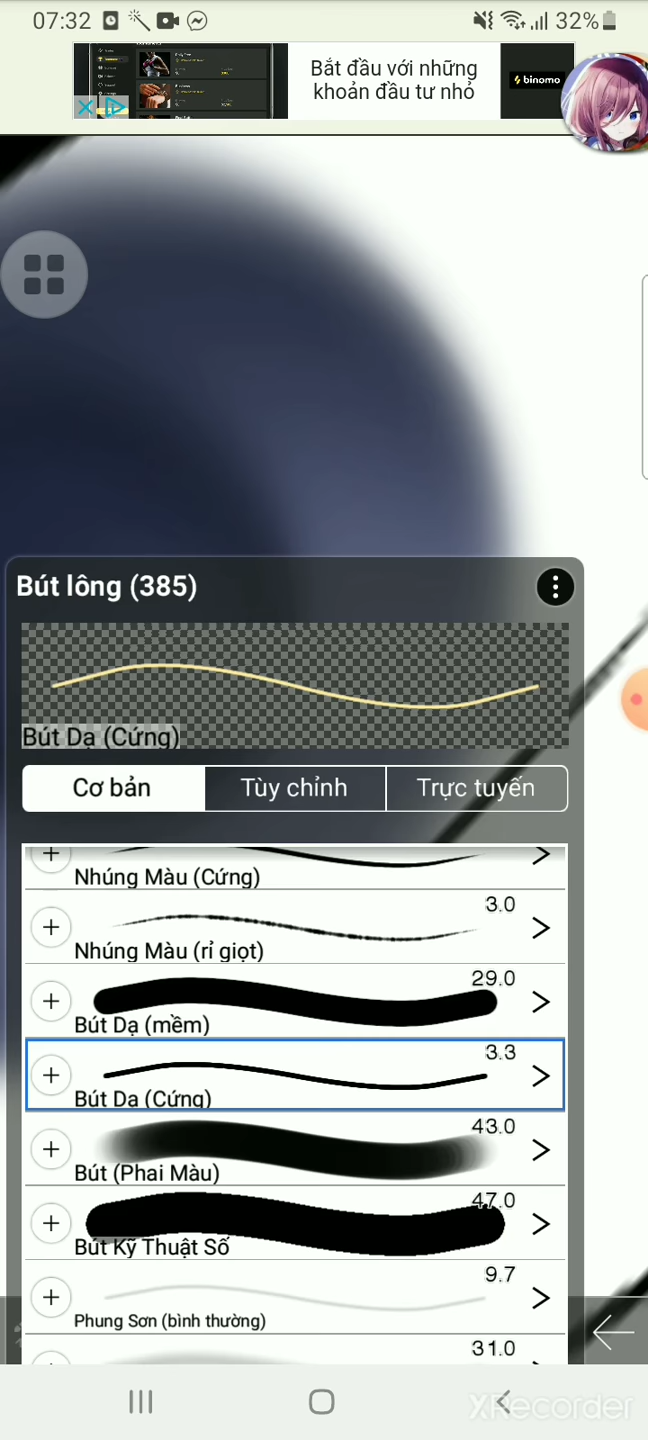 07:32
32%
Bắt đầu với những
khoản đầu tư nhỏ
binomo
Bút lông (385)
Bút Dạ (Cứng)
Cơ bản
Tùy chỉnh
Trực tuyến
Nhúng Màu (Cứng)
3.0
Nhúng Màu (rỉ giọt)
29.0
Bút Dạ (mềm)
3.3
Bút Dạ (Cứng)
43.0
Bút (Phai Màu)
47.0
Bút Kỹ Thuật Số
9.7
Phung Sơn (bình thường)
31.0
XRecorder